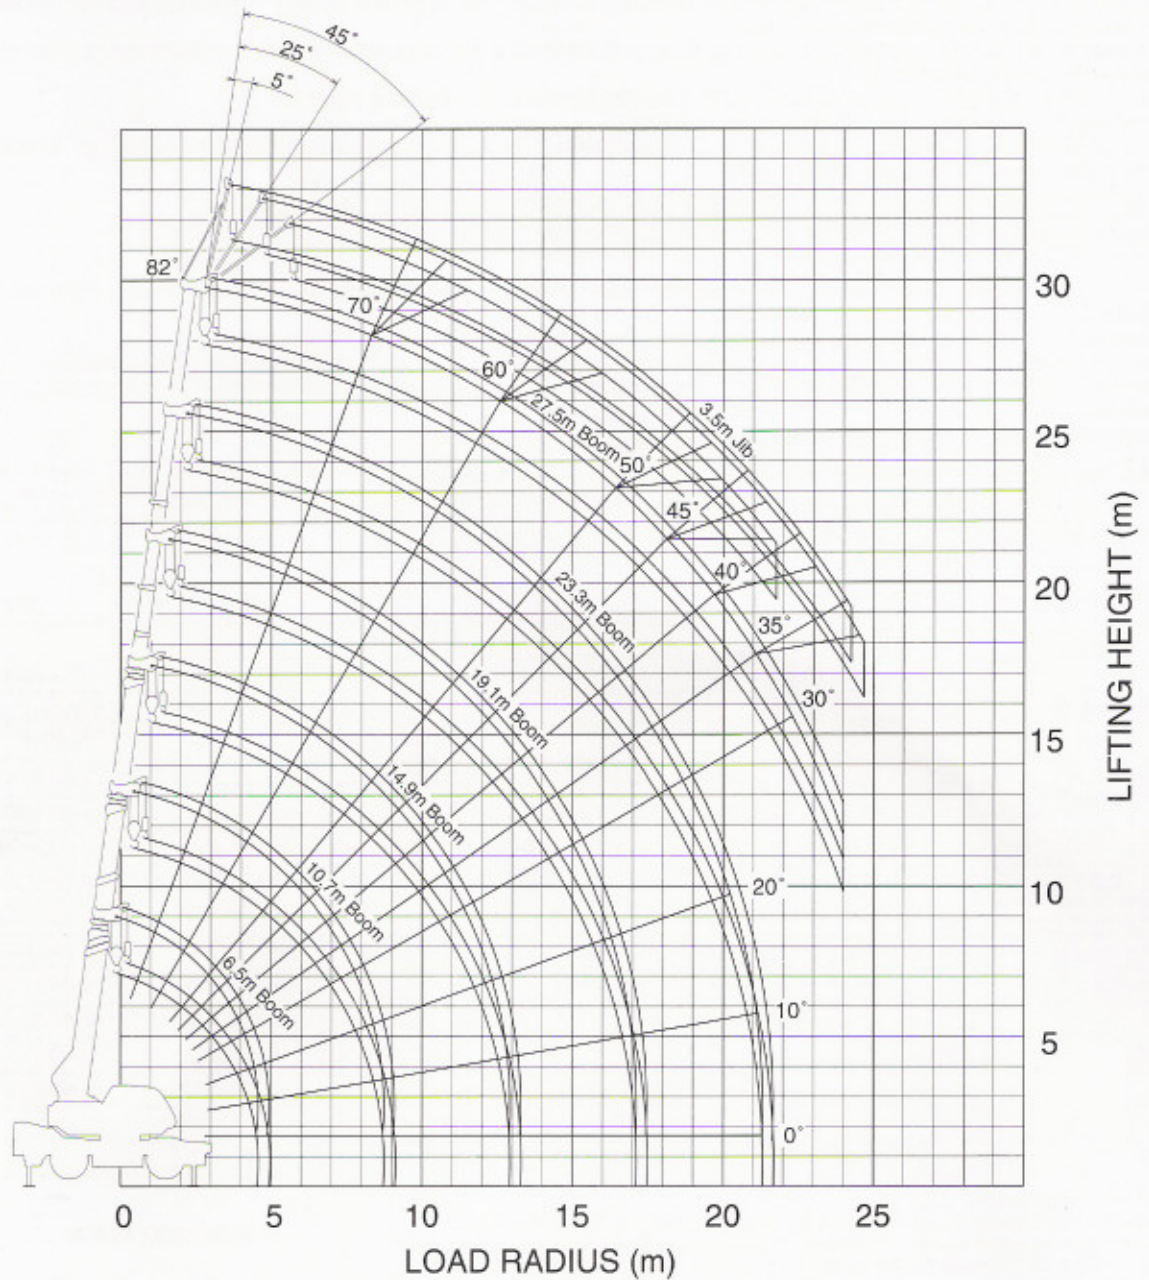 45°
25°
5°
82°
70°
60°
50°
45°
40°
35°
30°
20°
10°
0°
3.5m Jib
27.5m Boom
23.3m Boom
19.1m Boom
14.9m Boom
10.7m Boom
6.5m Boom
30
25
20
15
10
5
LIFTING HEIGHT (m)
0 5 10 15 20 25
LOAD RADIUS (m)